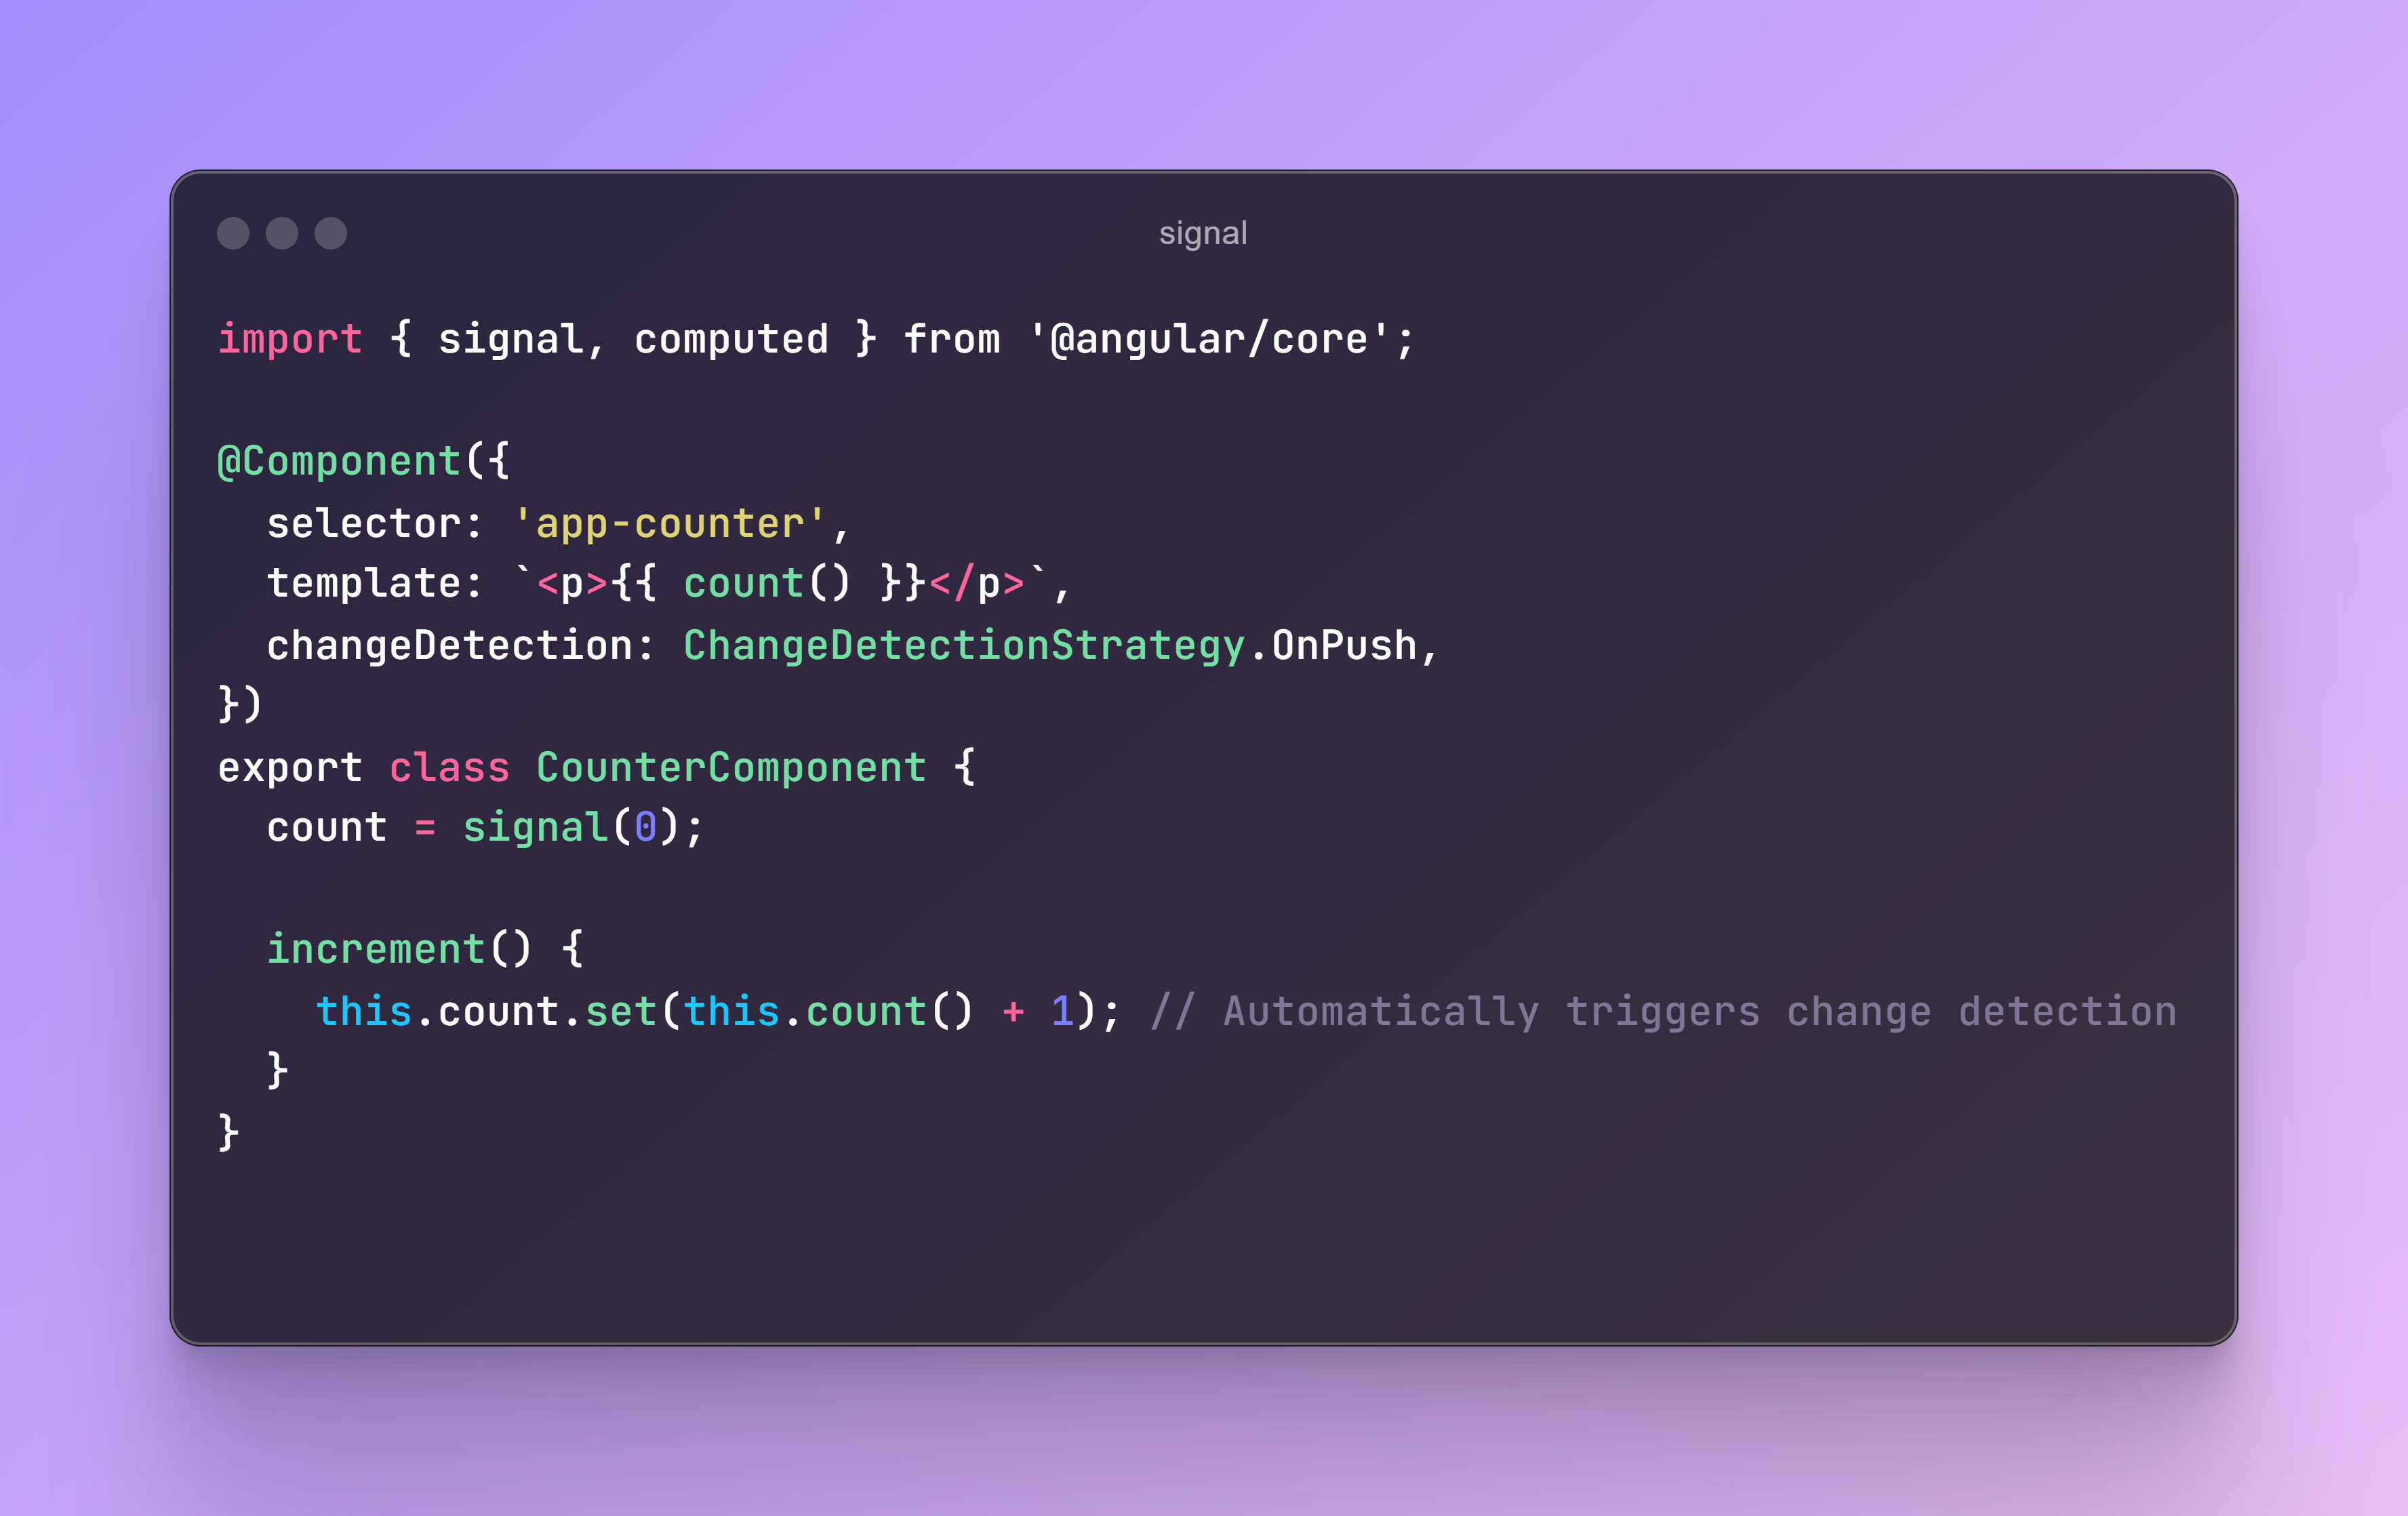 signal
import { signal, computed } from '@angular/core';
@Component({
  selector: 'app-counter',
  template: `<p>{{ count() }}</p>`,
  changeDetection: ChangeDetectionStrategy.OnPush,
})
export class CounterComponent {
  count = signal(0);
  increment() {
    this.count.set(this.count() + 1); // Automatically triggers change detection
  }
}